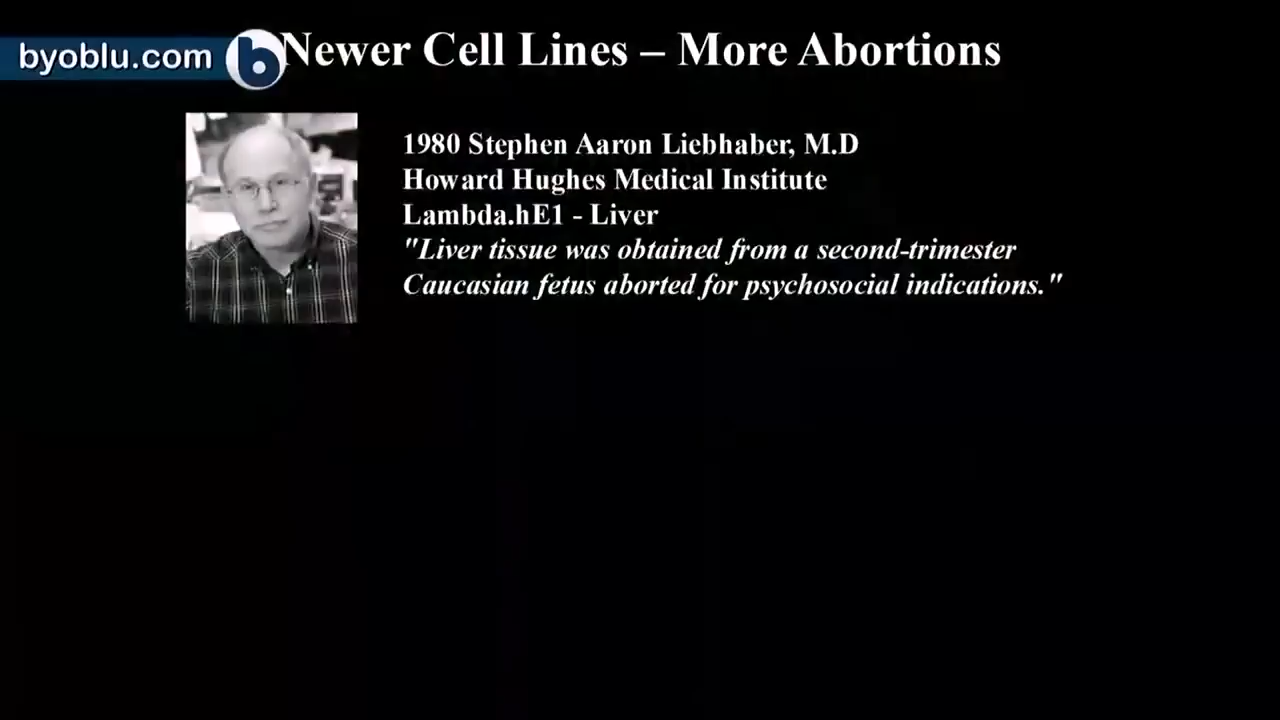 byoblu.com b
Newer Cell Lines – More Abortions
1980 Stephen Aaron Liebhaber, M.D
Howard Hughes Medical Institute
Lambda.hE1 - Liver
"Liver tissue was obtained from a second-trimester
Caucasian fetus aborted for psychosocial indications."